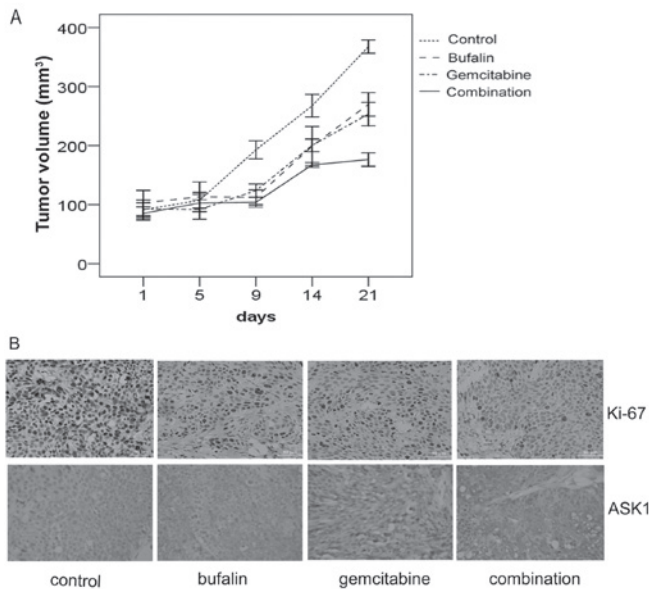 A
Tumor volume (mm³)
400
300
200
100
0
1 5 9 14 21
days
Control
Bufalin
Gemcitabine
Combination
B
Ki-67
ASK1
control bufalin gemcitabine combination